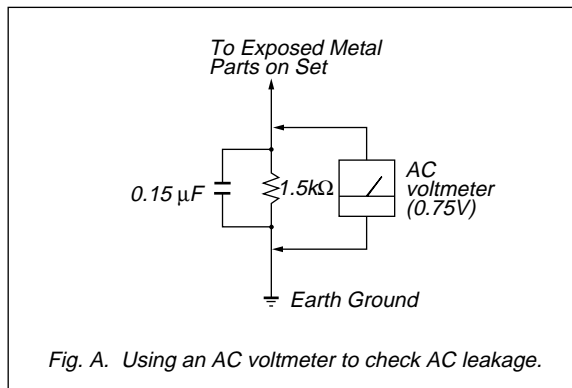 To Exposed Metal
Parts on Set
0.15 μF
1.5kΩ
AC
voltmeter
(0.75V)
Earth Ground
Fig. A. Using an AC voltmeter to check AC leakage.